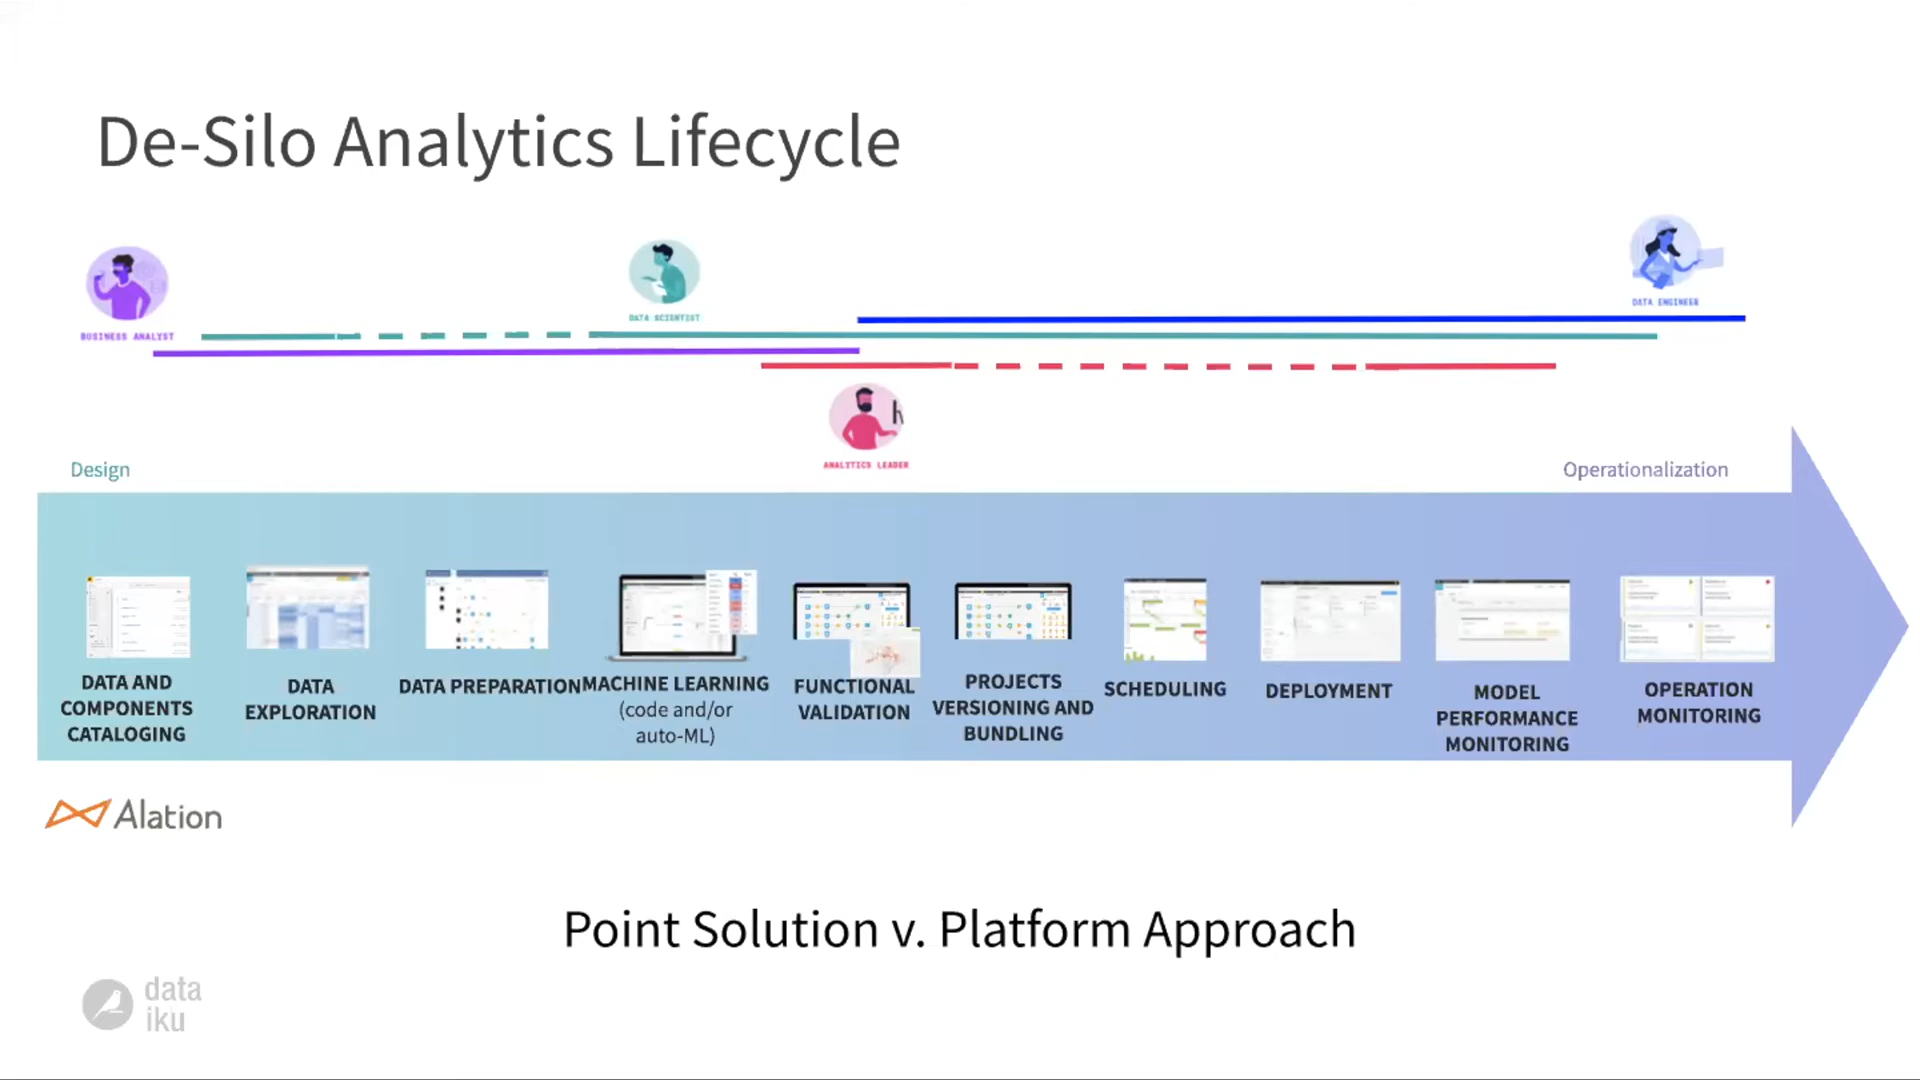 De-Silo Analytics Lifecycle
BUSINESS ANALYST
DATA SCIENTIST
DATA ENGINEER
ANALYTICS LEADER
Design
Operationalization
DATA AND
COMPONENTS
CATALOGING
DATA
EXPLORATION
DATA PREPARATION
MACHINE LEARNING
(code and/or
auto-ML)
FUNCTIONAL
VALIDATION
PROJECTS
VERSIONING AND
BUNDLING
SCHEDULING
DEPLOYMENT
MODEL
PERFORMANCE
MONITORING
OPERATION
MONITORING
Alation
Point Solution v. Platform Approach
data
iku